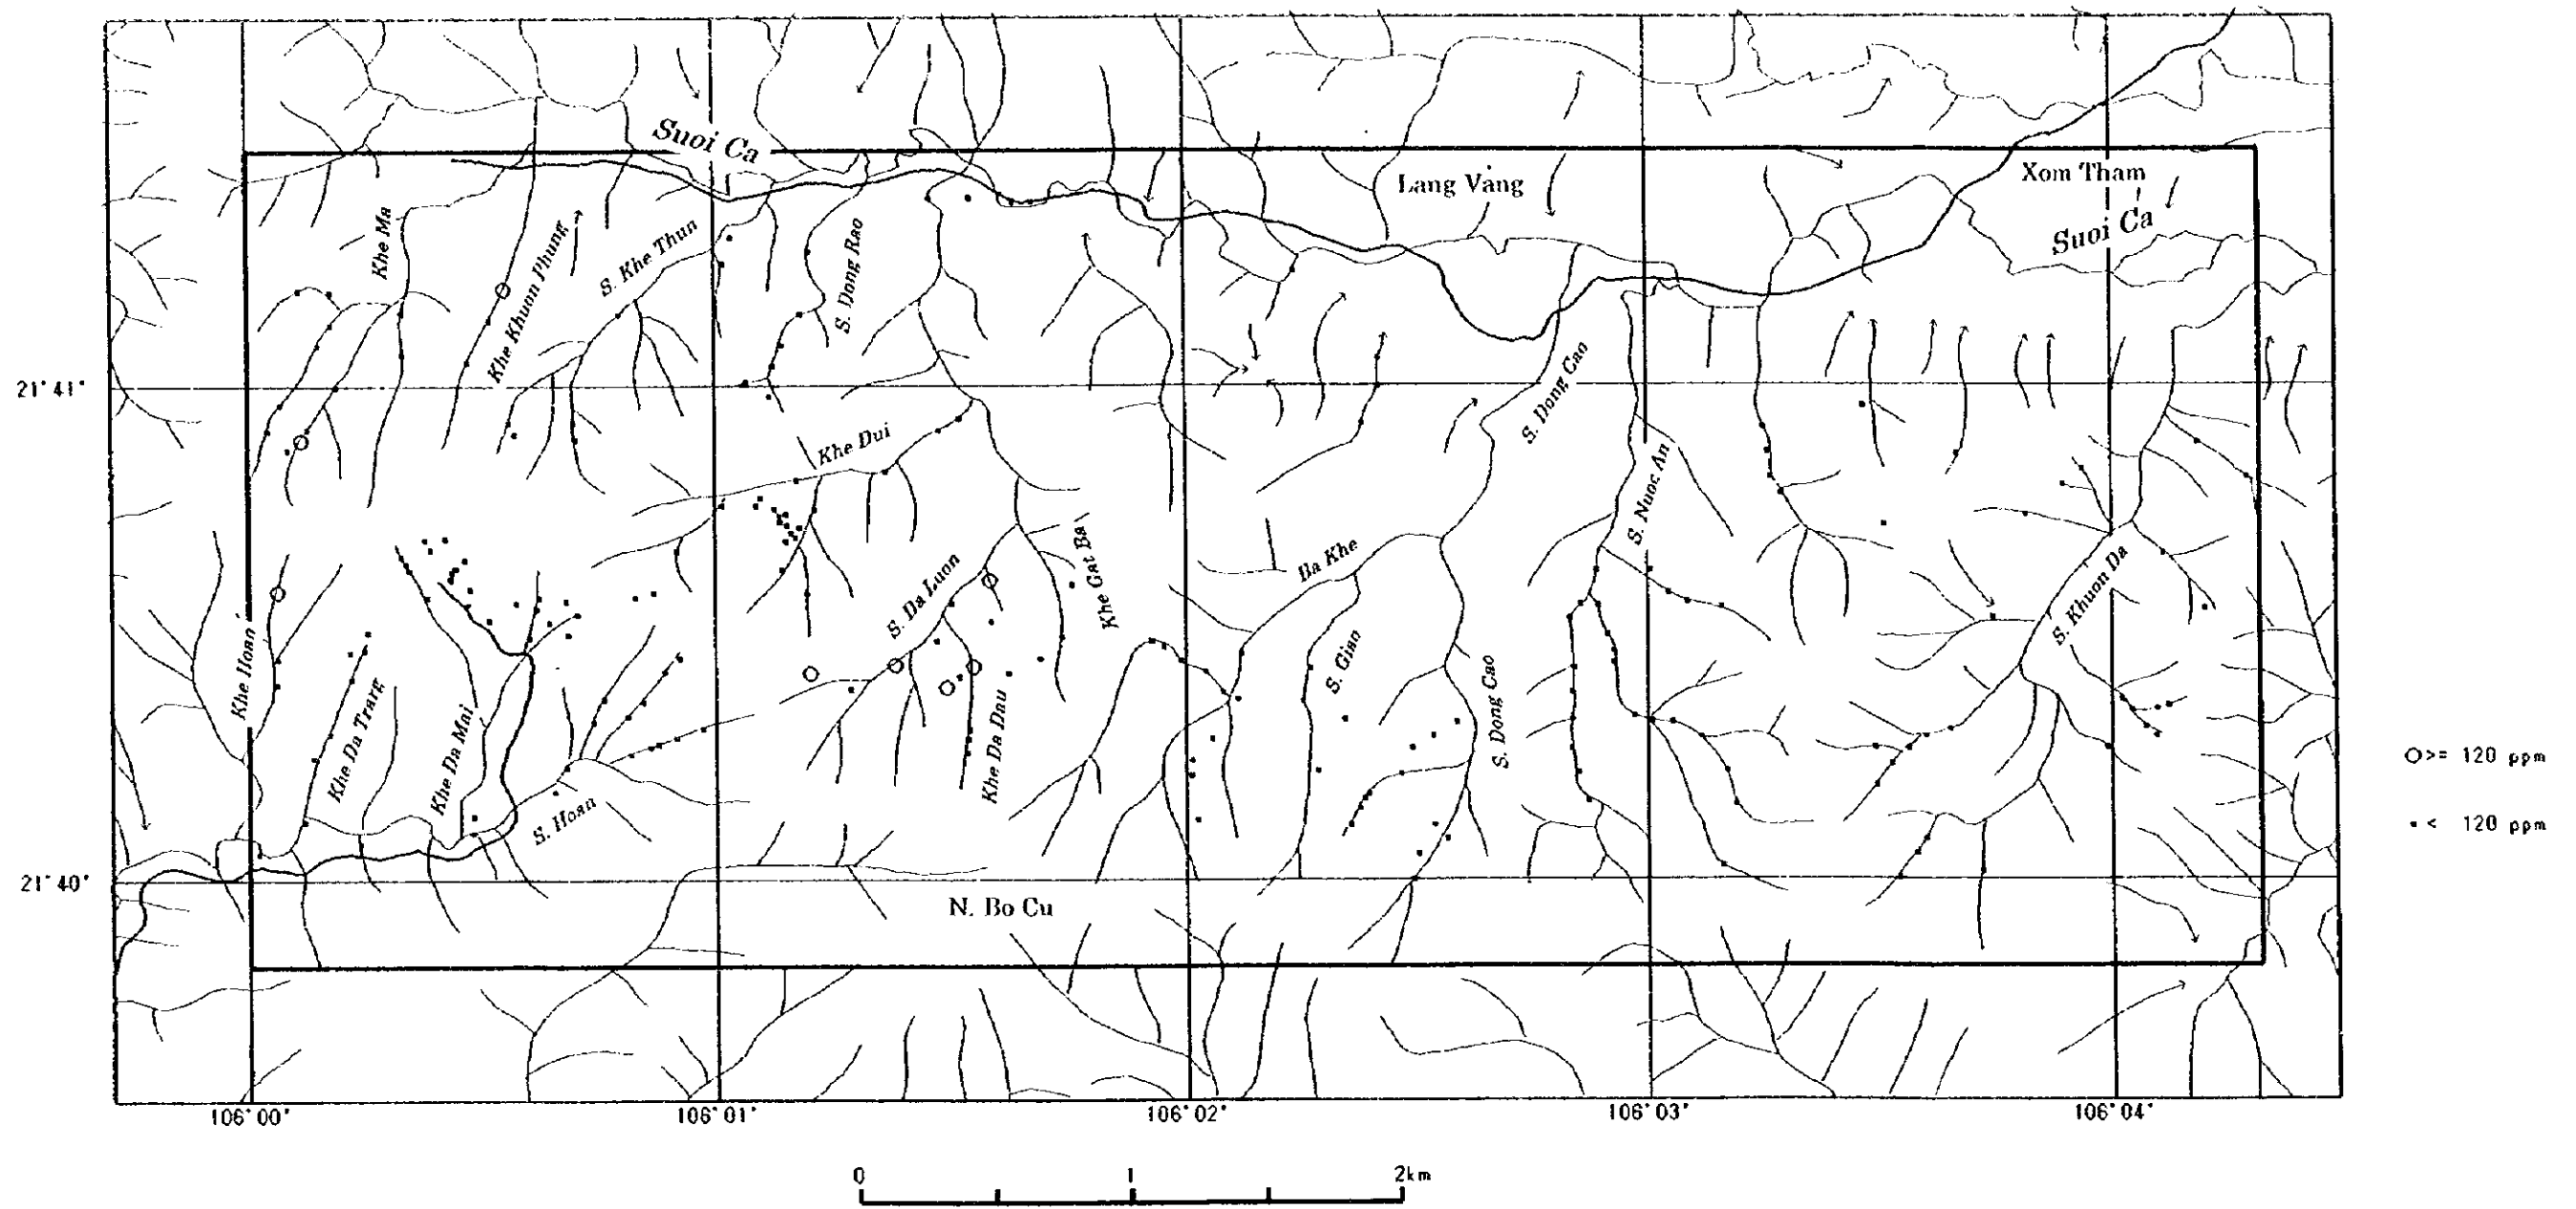 Suoi Ca
Lang Vang
Xom Tham
Suoi Ca
Khe Ma
Khe Khuon Phung
S. Khe Thun
S. Dong Rao
21°41'
S. Dong Cao
Khe Dui
S. Nuoc An
Khe Gat Ba
Ba Khe
S. Da Luon
S. Khuon Da
Khe Hoan
S. Giao
Khe Da Trang
Khe Da Mai
Khe Da Dau
S. Dong Cao
O>= 120 ppm
S. Hoan
▪< 120 ppm
21°40'
N. Bo Cu
106°00'
106°01'
106°02'
106°03'
106°04'
0 1 2km